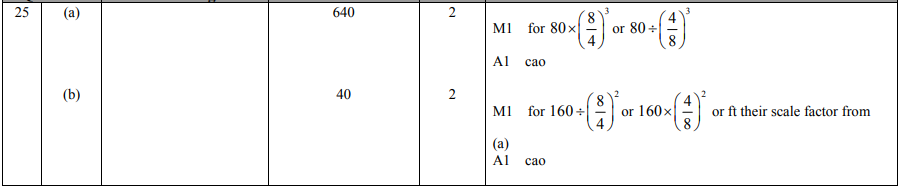 25 (a) 640 2 M1 for 80×(8/4)³ or 80÷(4/8)³
A1 cao
(b) 40 2 M1 for 160÷(8/4)² or 160×(4/8)² or ft their scale factor from
(a)
A1 cao